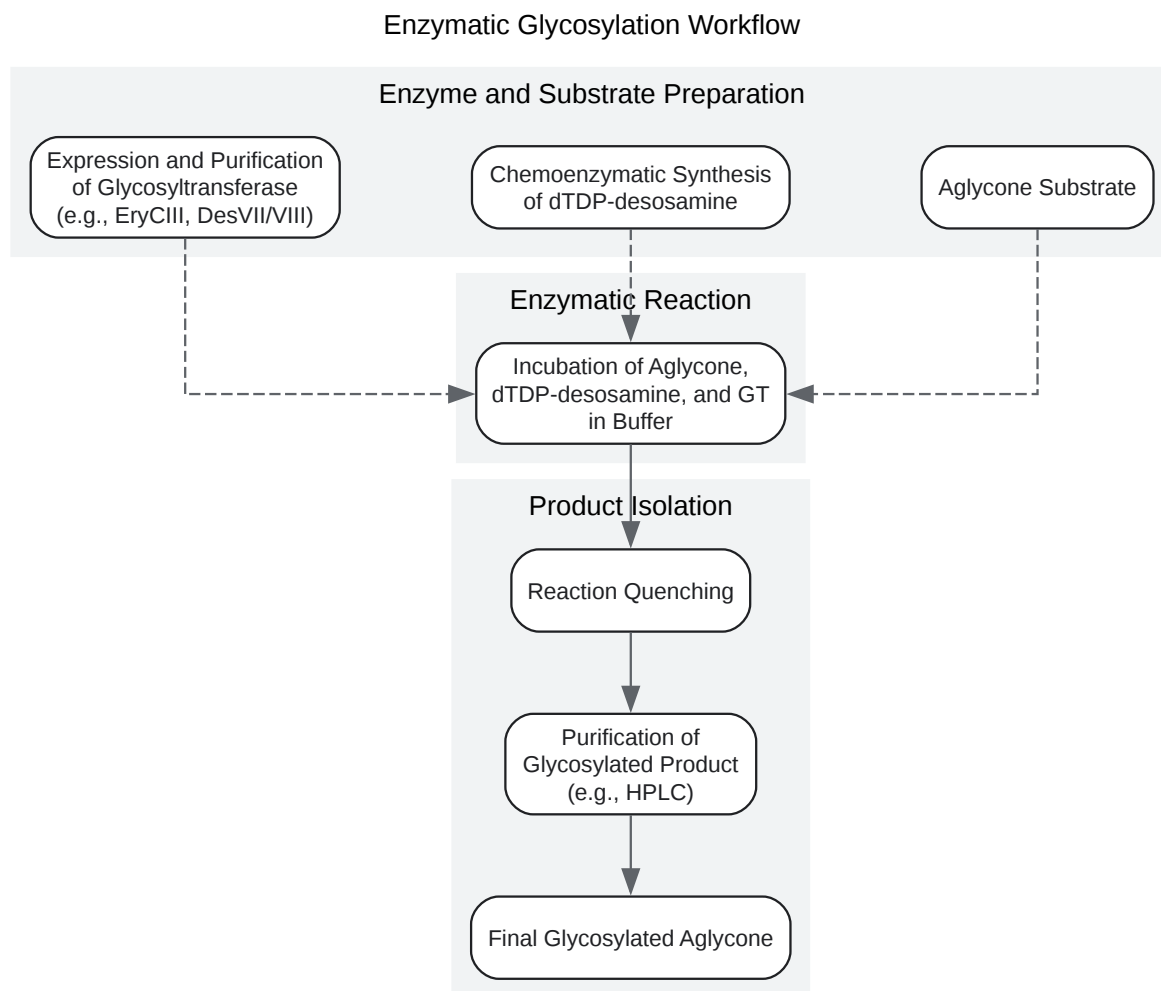 Enzymatic Glycosylation Workflow
Enzyme and Substrate Preparation
Expression and Purification
of Glycosyltransferase
(e.g., EryCIII, DesVII/VIII)
Chemoenzymatic Synthesis
of dTDP-desosamine
Aglycone Substrate
Enzymatic Reaction
Incubation of Aglycone,
dTDP-desosamine, and GT
in Buffer
Product Isolation
Reaction Quenching
Purification of
Glycosylated Product
(e.g., HPLC)
Final Glycosylated Aglycone